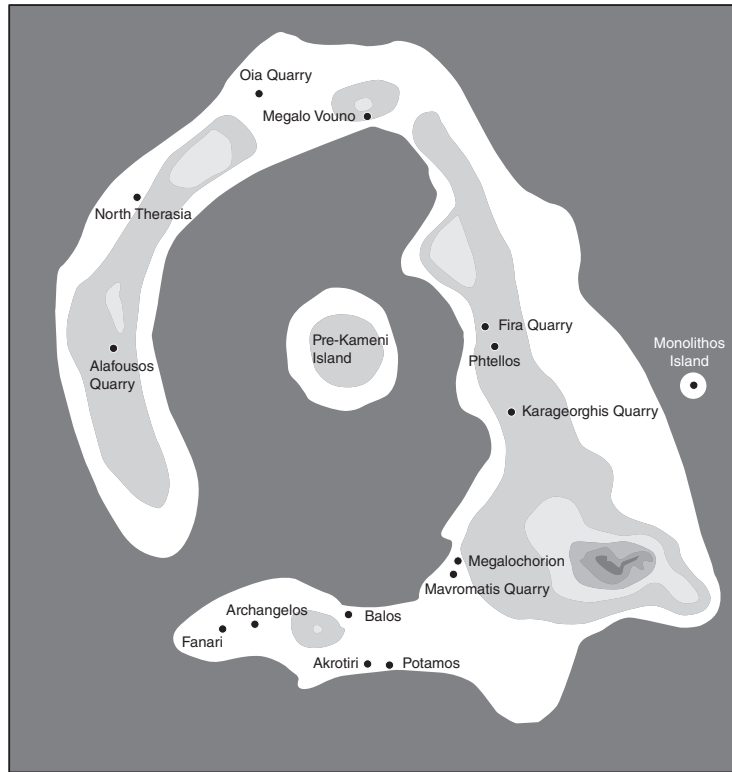 Oia Quarry
Megalo Vouno
North Therasia
Pre-Kameni
Island
Fira Quarry
Phtellos
Monolithos
Island
Alafousos
Quarry
Karageorghis Quarry
Megalochorion
Mavromatis Quarry
Archangelos
Balos
Fanari
Akrotiri
Potamos